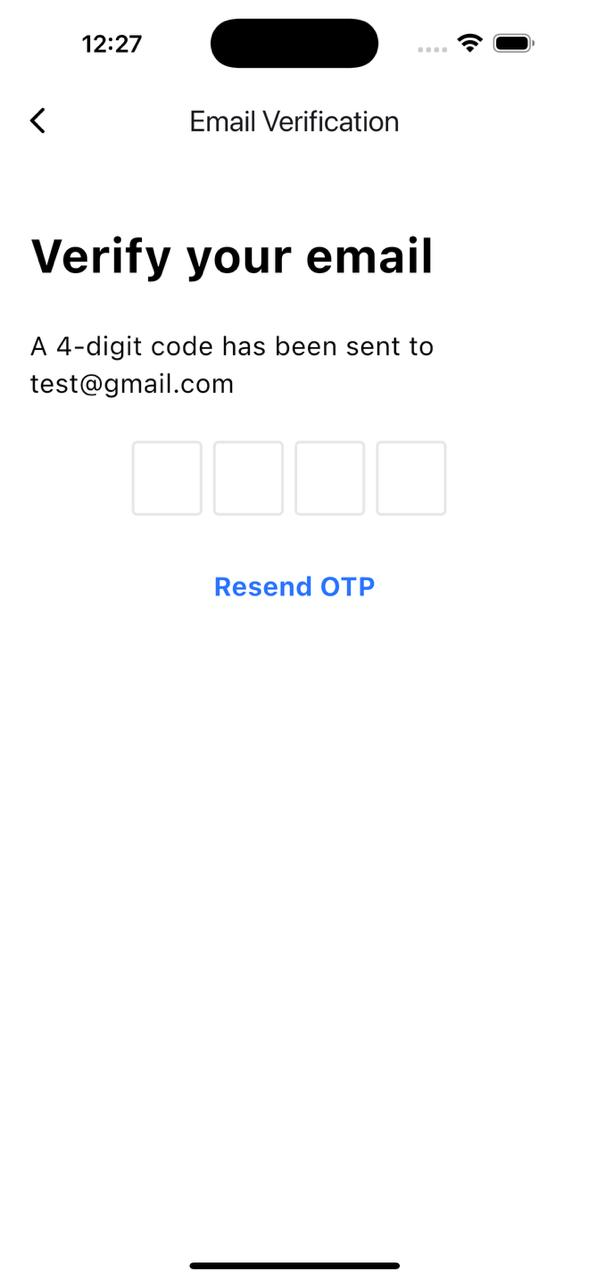 12:27
Email Verification
Verify your email
A 4-digit code has been sent to
test@gmail.com
Resend OTP